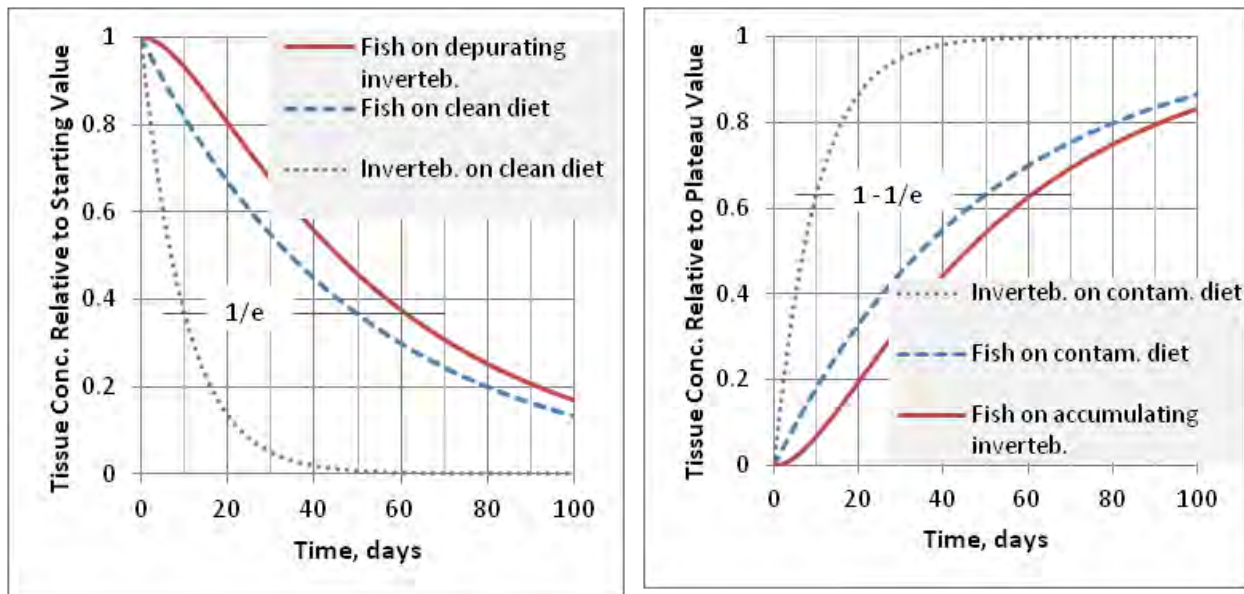 Tissue Conc. Relative to Starting Value
1
0.8
0.6
0.4
0.2
0
Fish on depurating
inverteb.
Fish on clean diet
Inverteb. on clean diet
1/e
0 20 40 60 80 100
Time, days
Tissue Conc. Relative to Plateau Value
1
0.8
0.6
0.4
0.2
0
1 -1/e
Inverteb. on contam. diet
Fish on contam. diet
Fish on accumulating
inverteb.
0 20 40 60 80 100
Time, days